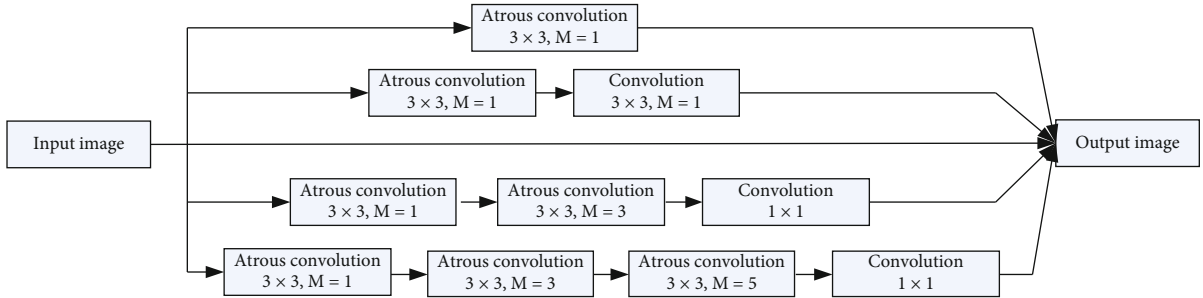 Atrous convolution
3 × 3, M = 1
Atrous convolution
3 × 3, M = 1
Convolution
3 × 3, M = 1
Input image
Output image
Atrous convolution
3 × 3, M = 1
Atrous convolution
3 × 3, M = 3
Convolution
1 × 1
Atrous convolution
3 × 3, M = 1
Atrous convolution
3 × 3, M = 3
Atrous convolution
3 × 3, M = 5
Convolution
1 × 1